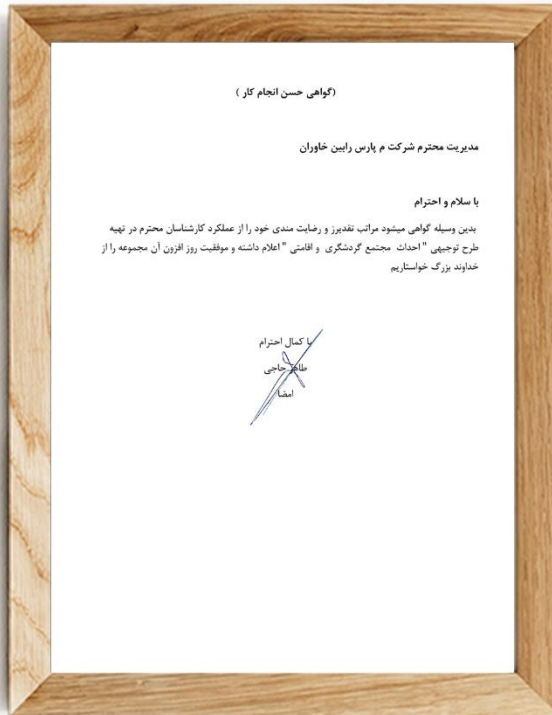 (گواهی حسن انجام کار )
مدیریت محترم شرکت م پارس رابین خاوران
با سلام و احترام
بدین وسیله گواهی میشود مراتب تقدیرز و رضایت مندی خود را از عملکرد کارشناسان محترم در تهیه
طرح توجیهی " احداث مجتمع گردشگری و اقامتی " اعلام داشته و موفقیت روز افزون آن مجموعه را از
خداوند بزرگ خواستاریم
با کمال احترام
طاهر حاجی
امضا